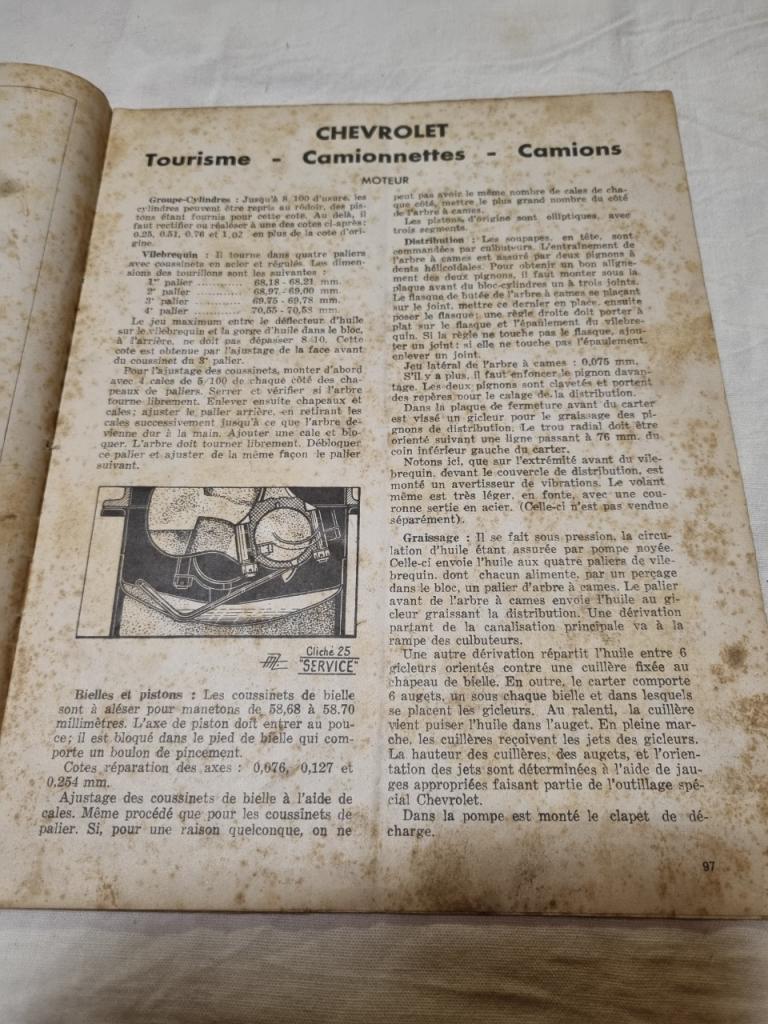 CHEVROLET
Tourisme - Camionnettes - Camions
MOTEUR
Groupe-Cylindres : Jusqu'à 8/100 d'usure, les
cylindres peuvent être repris au rodoir, des pis-
tons étant fournis pour cette cote. Au delà, il
faut rectifier ou réaléser à une des cotes ci-après:
0,25, 0,51, 0,76 et 1,02 en plus de la cote d'ori-
gine.
Vilebrequin : Il tourne dans quatre paliers
avec coussinets en acier et régulés. Les dimen-
sions des tourillons sont les suivantes :
1er palier ............ 68,18 - 68,21 mm.
2e palier ............ 68,97 - 69,00 mm.
3e palier ............ 69,75 - 69,78 mm.
4e palier ............ 70,55 - 70,58 mm.
Le jeu maximum entre le déflecteur d'huile
sur le vilebrequin et la gorge d'huile dans le bloc,
à l'arrière, ne doit pas dépasser 8/10. Cette
cote est obtenue par l'ajustage de la face avant
du coussinet du 3e palier.
Pour l'ajustage des coussinets, monter d'abord
avec 4 cales de 5/100 de chaque côté des cha-
peaux de paliers. Serrer et vérifier si l'arbre
tourne librement. Enlever ensuite chapeaux et
cales; ajuster le palier arrière, en retirant les
cales successivement jusqu'à ce que l'arbre de-
vienne dur à la main. Ajouter une cale et blo-
quer. L'arbre doit tourner librement. Débloquer
ce palier et ajuster de la même façon le palier
suivant.
Cliché 25
"SERVICE"
Bielles et pistons : Les coussinets de bielle
sont à aléser pour manetons de 58,68 à 58.70
millimètres. L'axe de piston doit entrer au pou-
ce; il est bloqué dans le pied de bielle qui com-
porte un boulon de pincement.
Cotes réparation des axes : 0,076, 0,127 et
0,254 mm.
Ajustage des coussinets de bielle à l'aide de
cales. Même procédé que pour les coussinets de
palier. Si, pour une raison quelconque, on ne
peut pas avoir le même nombre de cales de cha-
que côté, mettre le plus grand nombre du côté
de l'arbre à cames.
Les pistons d'origine sont elliptiques, avec
trois segments.
Distribution : Les soupapes, en tête, sont
commandées par culbuteurs. L'entraînement de
l'arbre à cames est assuré par deux pignons à
dents hélicoïdales. Pour obtenir un bon aligne-
ment des pignons, il faut monter sous la
plaque avant du bloc-cylindres un à trois joints.
Le flasque de butée de l'arbre à cames se plaçant
sur le joint, mettre ce dernier en place, ensuite
poser le flasque; une règle droite doit porter à
plat sur le flasque et l'épaulement du vilebre-
quin. Si la règle ne touche pas le flasque, ajou-
ter un joint; si elle ne touche pas l'épaulement,
enlever un joint.
Jeu latéral de l'arbre à cames : 0,075 mm.
S'il y a plus, il faut enfoncer le pignon davan-
tage. Les deux pignons sont clavetés et portent
des repères pour le calage de la distribution.
Dans la plaque de fermeture avant du carter
est vissé un gicleur pour le graissage des pi-
gnons de distribution. Le trou radial doit être
orienté suivant une ligne passant à 76 mm. du
coin inférieur gauche du carter.
Notons ici, que sur l'extrémité avant du vile-
brequin, devant le couvercle de distribution, est
monté un avertisseur de vibrations. Le volant
même est très léger, en fonte, avec une cou-
ronne sertie en acier. (Celle-ci n'est pas vendue
séparément).
Graissage : Il se fait sous pression, la circu-
lation d'huile étant assurée par pompe noyée.
Celle-ci envoie l'huile aux quatre paliers de vile-
brequin, dont chacun alimente, par un perçage
dans le bloc, un palier d'arbre à cames. Le palier
avant de l'arbre à cames envoie l'huile au gi-
cleur graissant la distribution. Une dérivation
partant de la canalisation principale va à la
rampe des culbuteurs.
Une autre dérivation répartit l'huile entre 6
gicleurs orientés contre une cuillère fixée au
chapeau de bielle. En outre, le carter comporte
6 augets, un sous chaque bielle et dans lesquels
se placent les gicleurs. Au ralenti, la cuillère
vient puiser l'huile dans l'auget. En pleine mar-
che, les cuillères reçoivent les jets des gicleurs.
La hauteur des cuillères, des augets, et l'orien-
tation des jets sont déterminées à l'aide de jau-
ges appropriées faisant partie de l'outillage spé-
cial Chevrolet.
Dans la pompe est monté le clapet de dé-
charge.
97